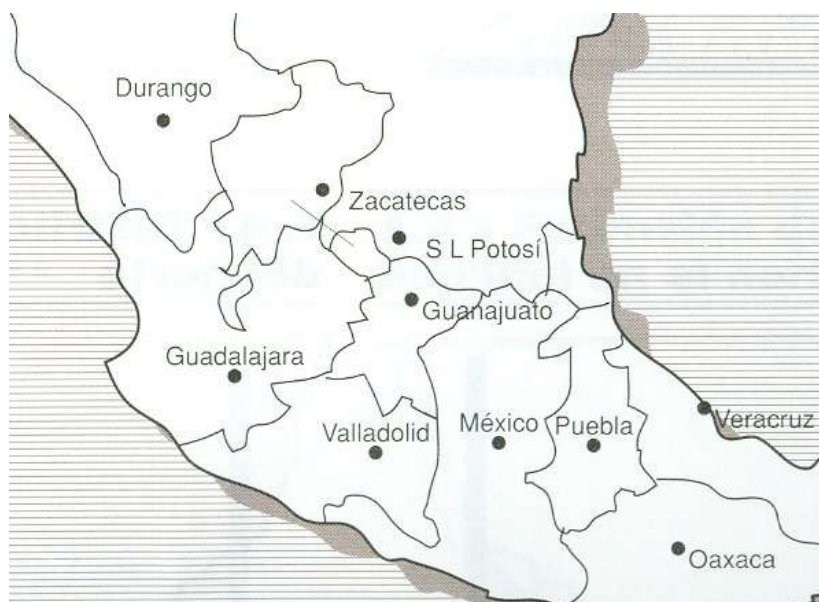 Durango
Zacatecas
S L Potosí
Guanajuato
Guadalajara
Valladolid
México
Puebla
Veracruz
Oaxaca